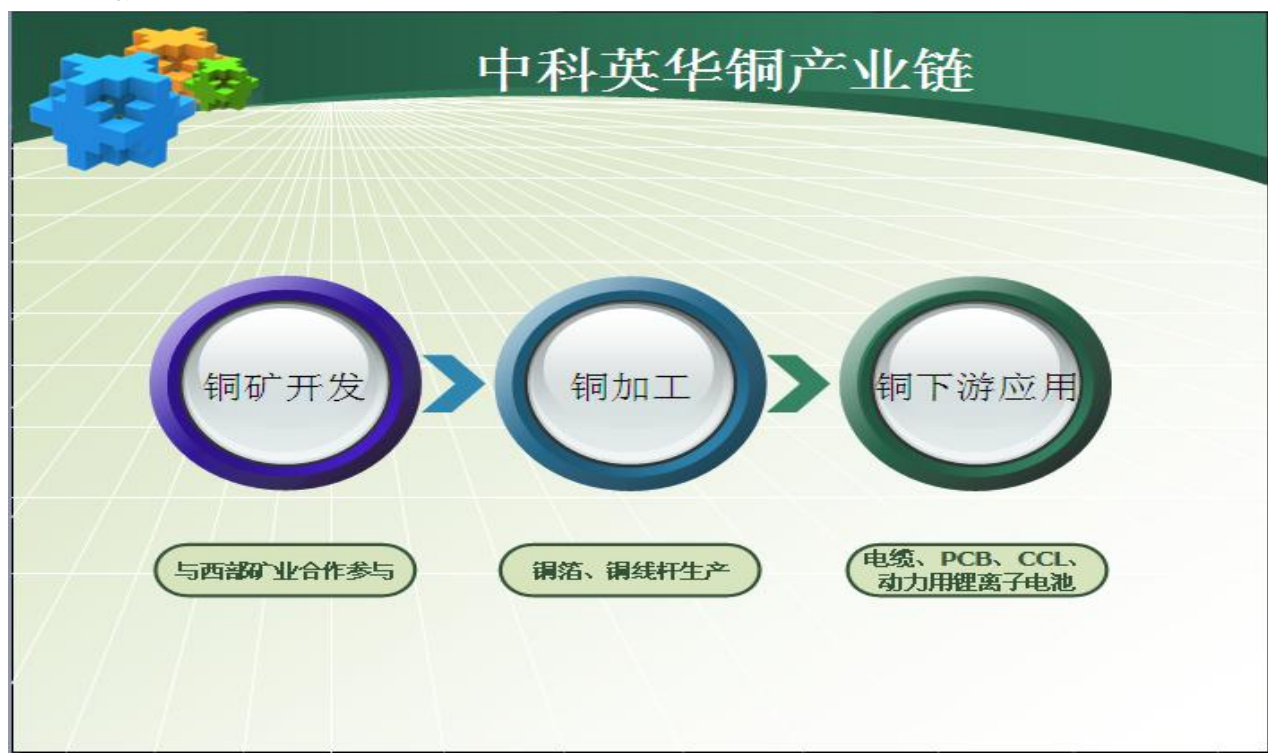 中科英华铜产业链
铜矿开发
铜加工
铜下游应用
与西部矿业合作参与
铜箔、铜线杆生产
电缆、PCB、CCL、
动力用锂离子电池